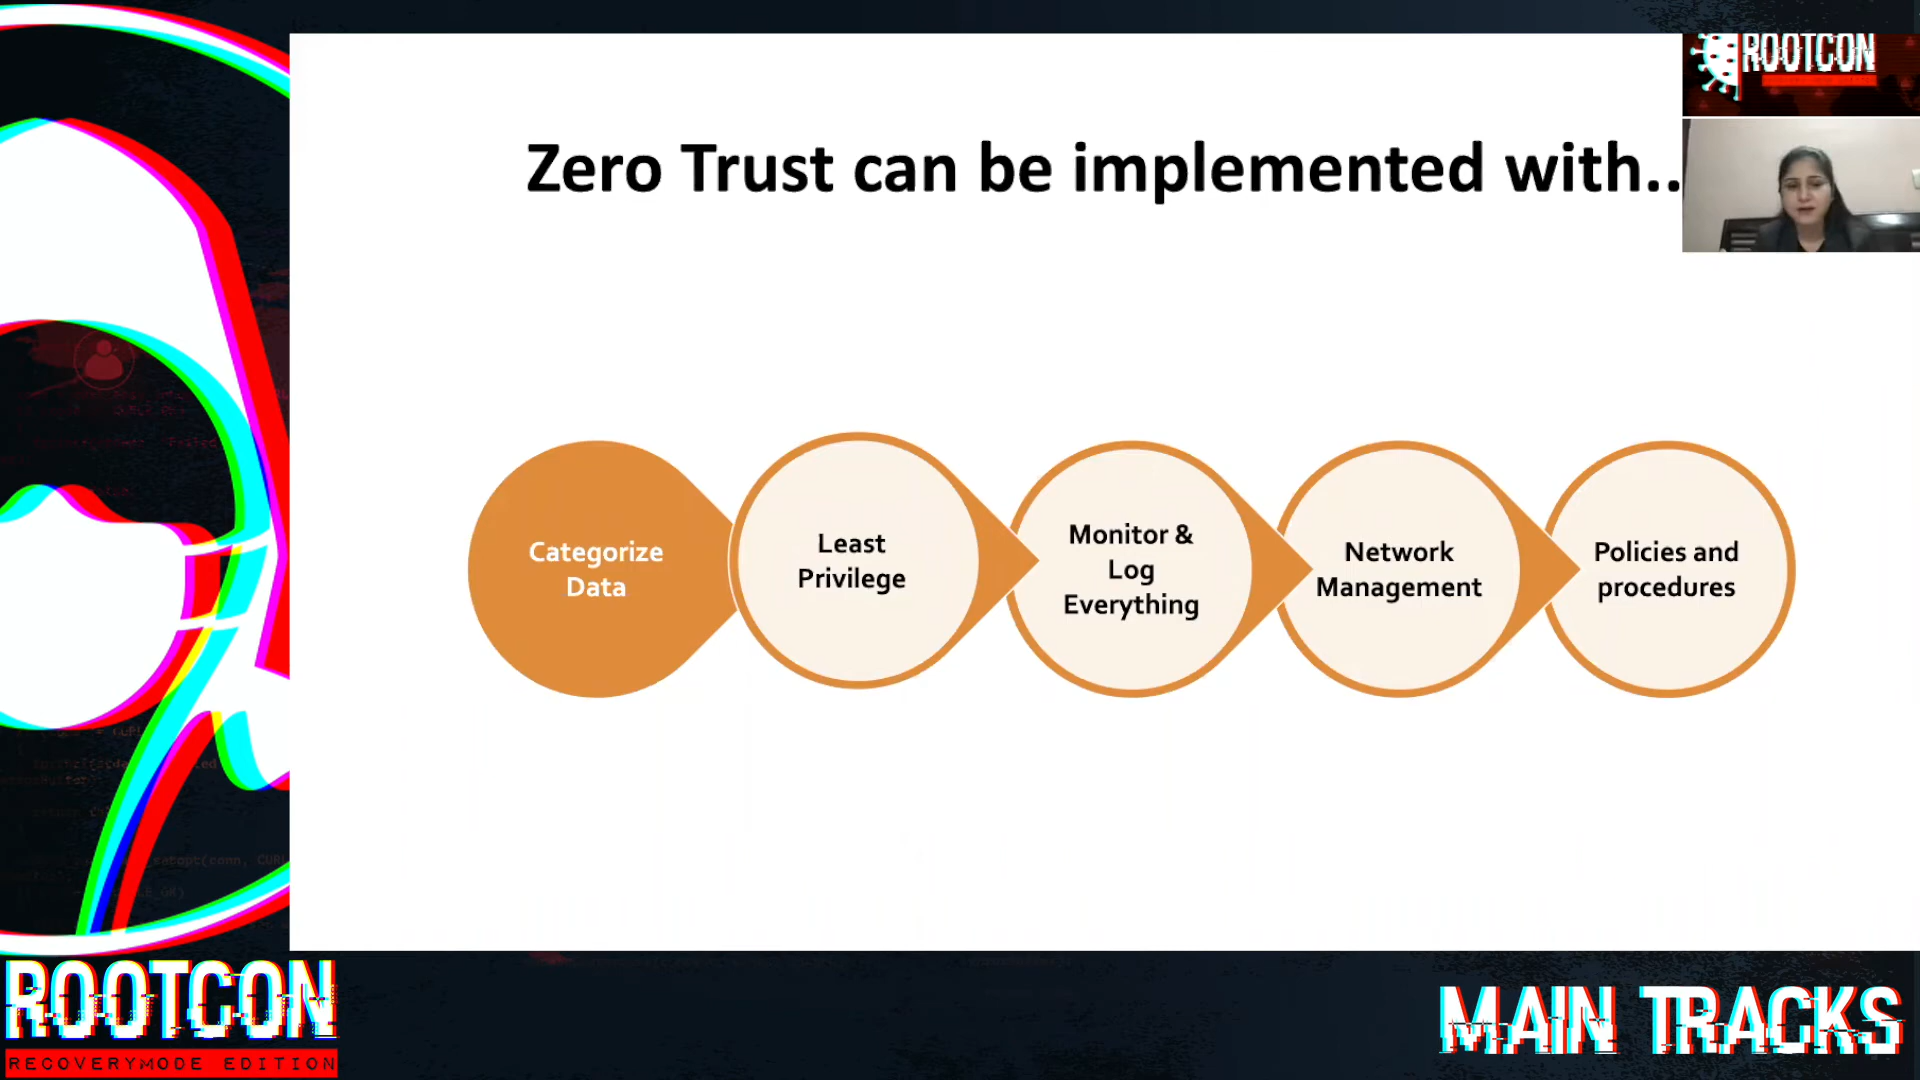 ROOTCON
Zero Trust can be implemented with..
Categorize
Data
Least
Privilege
Monitor &
Log
Everything
Network
Management
Policies and
procedures
ROOTCON
RECOVERYMODE EDITION
MAIN TRACKS